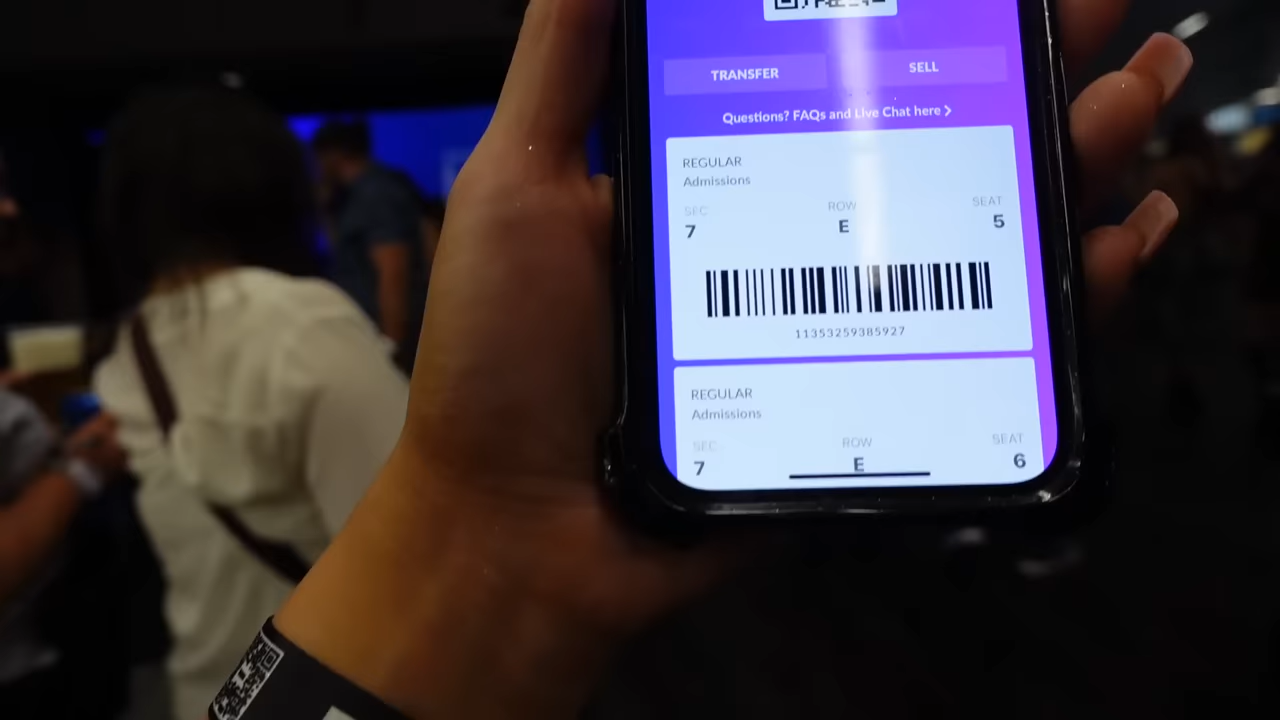 TRANSFER
SELL
Questions? FAQs and Live Chat here >
REGULAR
Admissions
SEC
ROW
SEAT
7
E
5
11353259385927
REGULAR
Admissions
SEC
ROW
SEAT
7
E
6